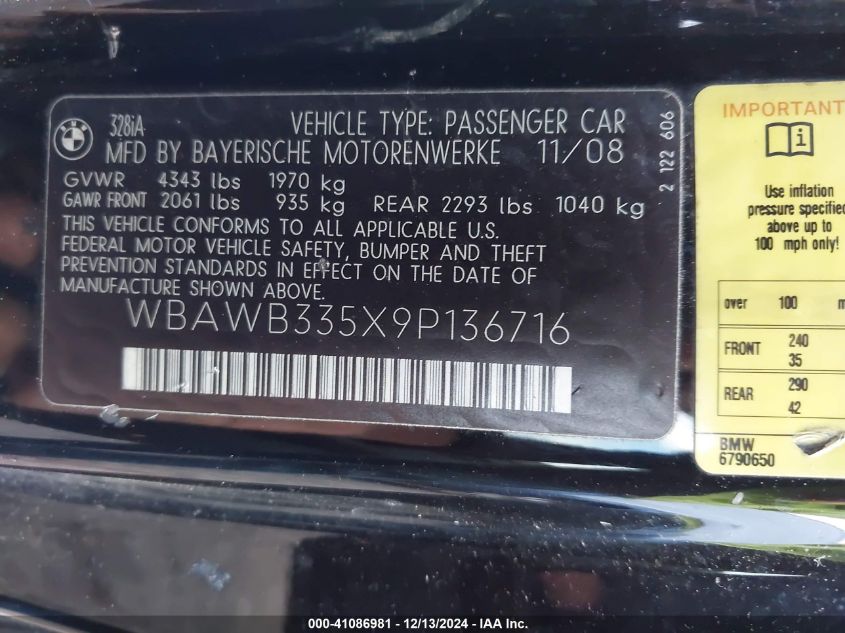 BMW
328iA
VEHICLE TYPE: PASSENGER CAR
MFD BY BAYERISCHE MOTORENWERKE 11/08
GVWR 4343 lbs 1970 kg
GAWR FRONT 2061 lbs 935 kg REAR 2293 lbs 1040 kg
THIS VEHICLE CONFORMS TO ALL APPLICABLE U.S.
FEDERAL MOTOR VEHICLE SAFETY, BUMPER AND THEFT
PREVENTION STANDARDS IN EFFECT ON THE DATE OF
MANUFACTURE SHOWN ABOVE.
WBAWB335X9P136716
2 122 606
IMPORTANT
Use inflation
pressure specified
above up to
100 mph only!
over 100 m
FRONT 240
35
REAR 290
42
BMW
6790650
000-41086981 - 12/13/2024 - IAA Inc.